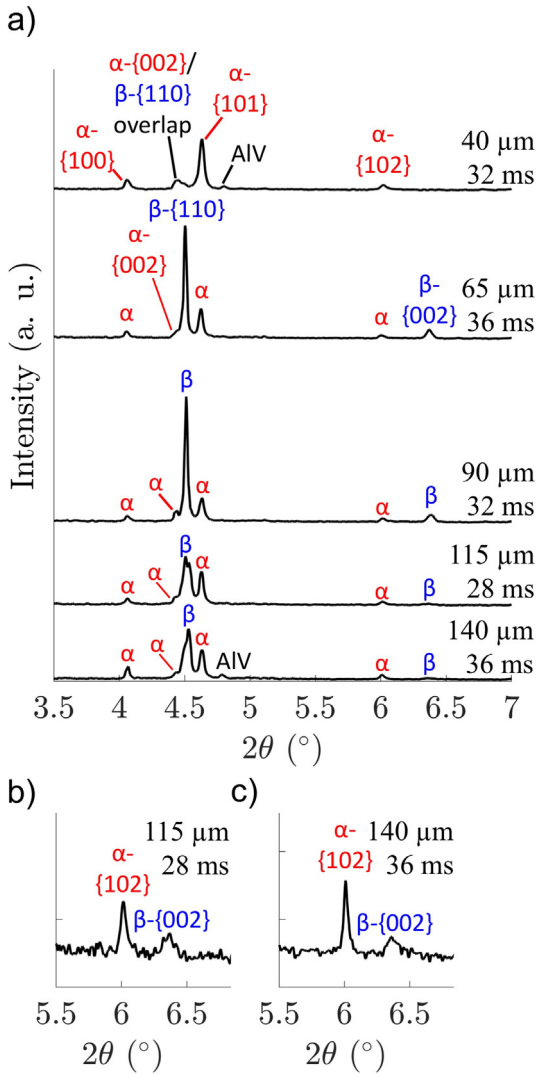 a)
α-{002}/
β-{110}
overlap
α-
{101}
α-
{100}
AlV
α-
{102}
40 µm
32 ms
β-{110}
α-
{002}
α
α
α
β-
{002}
65 µm
36 ms
β
α
α
α
α
β
90 µm
32 ms
β
α
α
α
α
β
115 µm
28 ms
β
α
α
α
AlV
α
β
140 µm
36 ms
Intensity (a. u.)
3.5 4 4.5 5 5.5 6 6.5 7
2θ (°)
b)
115 µm
28 ms
α-
{102}
β-{002}
5.5 6 6.5
2θ (°)
c)
140 µm
36 ms
α-
{102}
β-{002}
5.5 6 6.5
2θ (°)